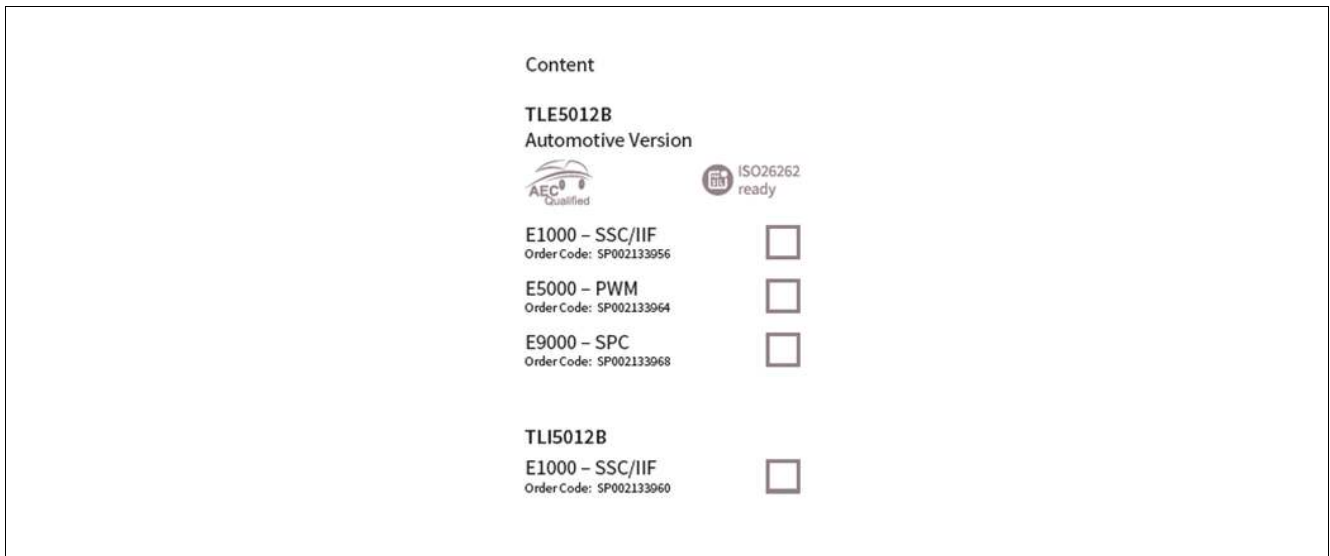 Content
TLE5012B
Automotive Version
AEC
Qualified
ISO26262
ready
E1000 – SSC/IIF
Order Code: SP002133956
E5000 – PWM
Order Code: SP002133964
E9000 – SPC
Order Code: SP002133968
TLI5012B
E1000 – SSC/IIF
Order Code: SP002133960